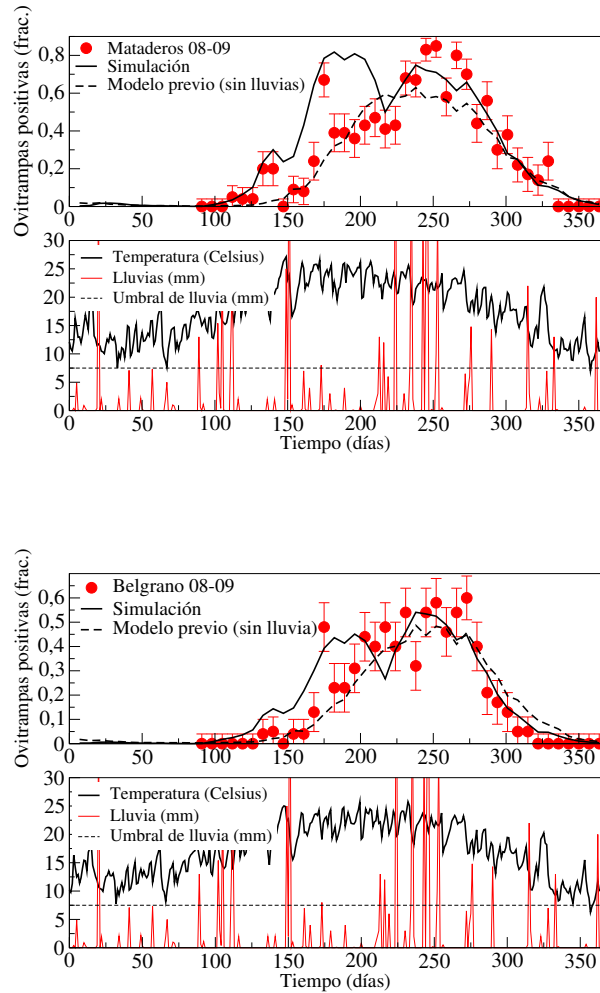 Ovitrampas positivas (frac.)
0,8
0,6
0,4
0,2
0
Mataderos 08-09
Simulación
Modelo previo (sin lluvias)
0 50 100 150 200 250 300 350
30
25
20
15
10
5
0
Temperatura (Celsius)
Lluvias (mm)
Umbral de lluvia (mm)
0 50 100 150 200 250 300 350
Tiempo (días)
Ovitrampas positivas (frac.)
0,6
0,5
0,4
0,3
0,2
0,1
0
Belgrano 08-09
Simulación
Modelo previo (sin lluvia)
0 50 100 150 200 250 300 350
30
25
20
15
10
5
0
Temperatura (Celsius)
Lluvia (mm)
Umbral de lluvia (mm)
0 50 100 150 200 250 300 350
Tiempo (días)